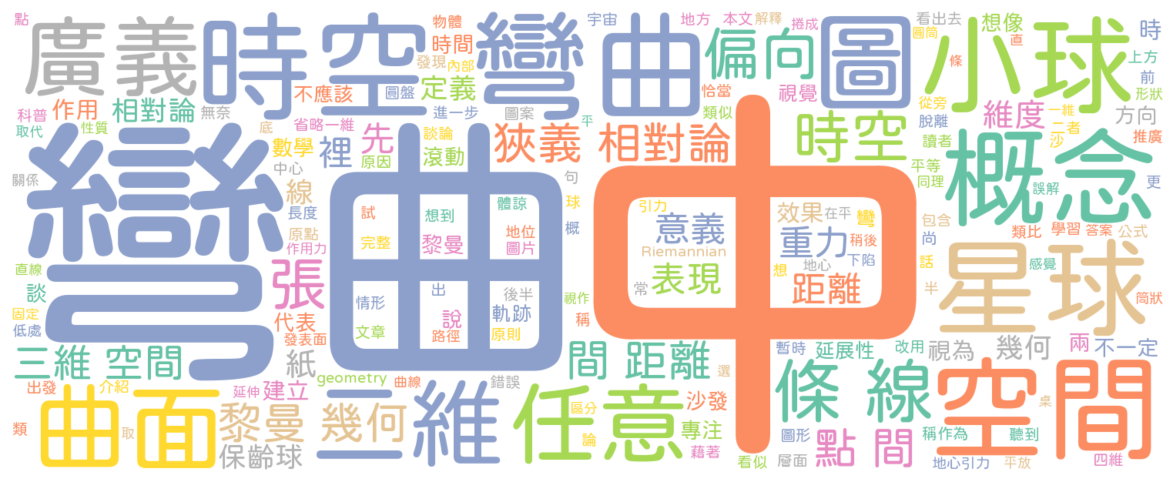 點 宇宙 地方 本文 解釋 看出去 想像 時
廣義 時空 彎曲 物體 時間 偏向 圖 捲成 圓筒 直 小球
發現 內部 上方
科普 作用 相對論 無奈 不應該 圓盤 定義 進一步 恰當 視覺 條 維度 前 形狀
取代 性質 省略一維 圖案 類似 從旁 脫離 一維 方向
底 先 談論 平 狹義 相對論 時空 讀者 二者 沙 推廣
彎曲 數學 裡 原因 滾動 中 平等 同理 概念 更
關係 中心 句 誤解
線 長度 試 想到 體諒 球 引力 意義 效果 在平 彎 包含 類比 學習 答案 公式
原點 作用力 完整 黎曼 地位 圖片 概 Riemannian 重力 稍後 尚
直線 談 張 地心 下陷 話 感覺 星球
固定 低處 代表 情形 出 後半 視作 常 表現 想 距離 半 筒狀
發表面 文章 說 路徑 軌跡 原則 稱
三維 空間 紙 間 距離 暫時 延展性 改用 視為 幾何 兩 不一定
出發 介紹 延伸 建立 geometry 曲線 錯誤 選
曲面 二維 任意 區分 沙發 條 線 空間 桌
類 取 黎曼 幾何 論 專注 圖形 點 間 稱作為 聽到
保齡球 藉著 看似 層面 地心引力 平放 四維